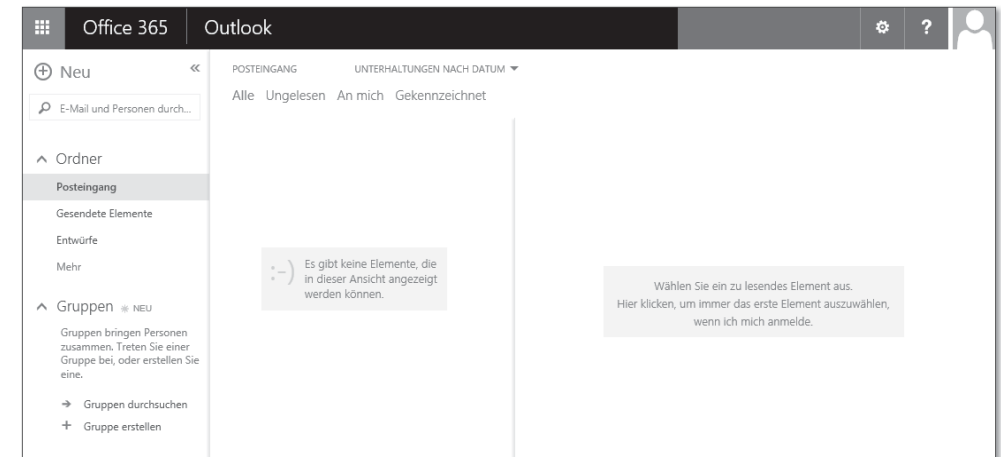 Office 365
Outlook
?
Neu
«
E-Mail und Personen durch...
Ordner
Posteingang
Gesendete Elemente
Entwürfe
Mehr
Gruppen NEU
Gruppen bringen Personen
zusammen. Treten Sie einer
Gruppe bei, oder erstellen Sie
eine.
→ Gruppen durchsuchen
+ Gruppe erstellen
POSTEINGANG
UNTERHALTUNGEN NACH DATUM
Alle Ungelesen An mich Gekennzeichnet
:-)
Es gibt keine Elemente, die
in dieser Ansicht angezeigt
werden können.
Wählen Sie ein zu lesendes Element aus.
Hier klicken, um immer das erste Element auszuwählen,
wenn ich mich anmelde.